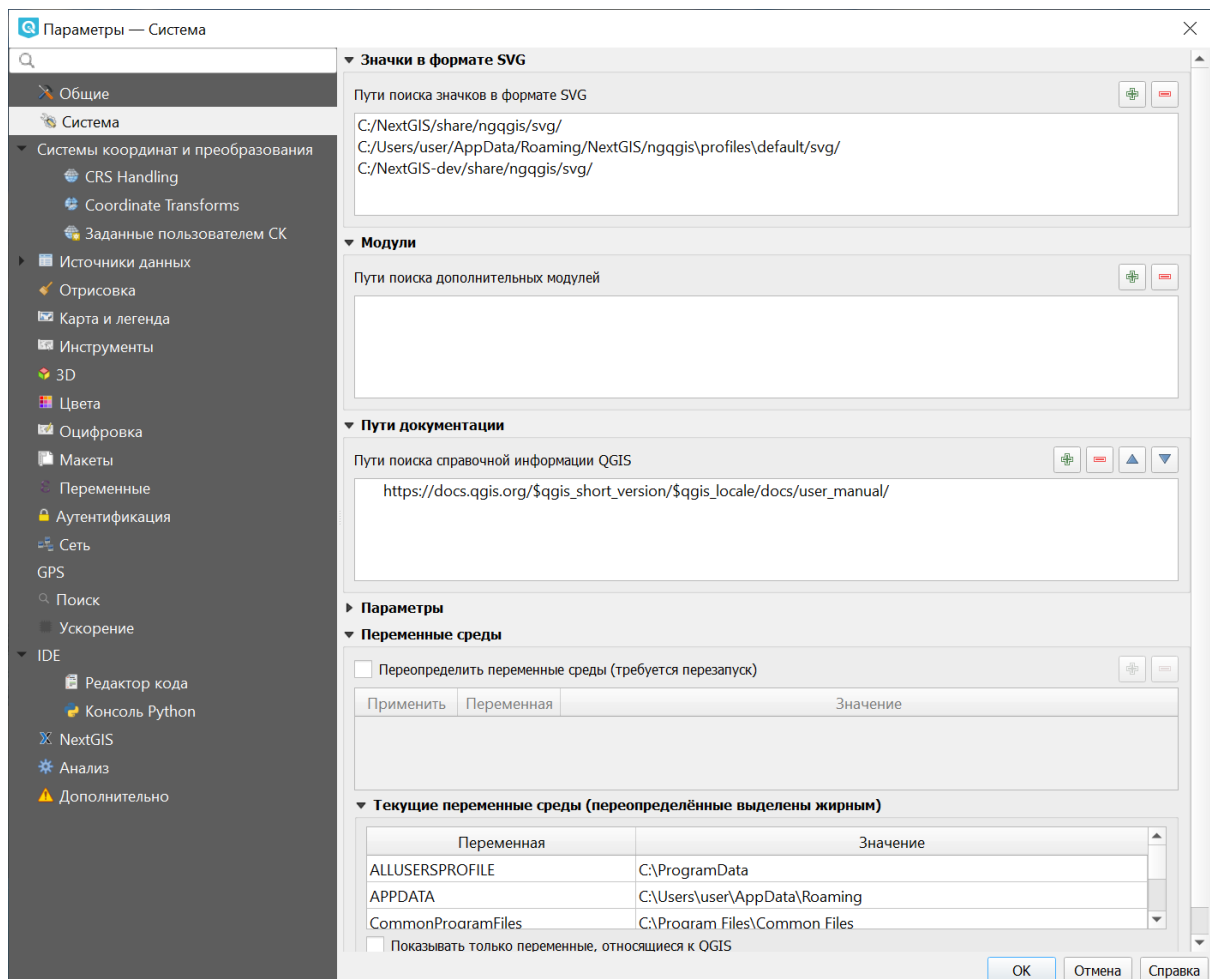 Параметры — Система
Общие
Система
Системы координат и преобразования
CRS Handling
Coordinate Transforms
Заданные пользователем СК
Источники данных
Отрисовка
Карта и легенда
Инструменты
3D
Цвета
Оцифровка
Макеты
Переменные
Аутентификация
Сеть
GPS
Поиск
Ускорение
IDE
Редактор кода
Консоль Python
NextGIS
Анализ
Дополнительно
Значки в формате SVG
Пути поиска значков в формате SVG
C:/NextGIS/share/ngqgis/svg/
C:/Users/user/AppData/Roaming/NextGIS/ngqgis\profiles\default/svg/
C:/NextGIS-dev/share/ngqgis/svg/
Модули
Пути поиска дополнительных модулей
Пути документации
Пути поиска справочной информации QGIS
https://docs.qgis.org/$qgis_short_version/$qgis_locale/docs/user_manual/
Параметры
Переменные среды
Переопределить переменные среды (требуется перезапуск)
Применить Переменная Значение
Текущие переменные среды (переопределённые выделены жирным)
Переменная Значение
ALLUSERSPROFILE C:\ProgramData
APPDATA C:\Users\user\AppData\Roaming
CommonProgramFiles C:\Program Files\Common Files
Показывать только переменные, относящиеся к QGIS
OK Отмена Справка